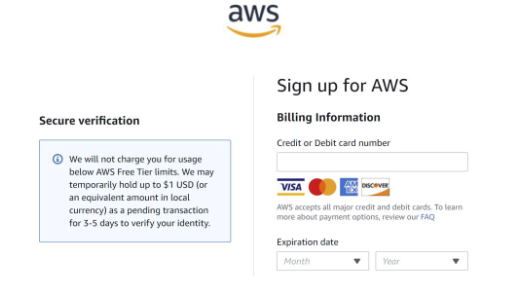 aws
Sign up for AWS
Secure verification
We will not charge you for usage
below AWS Free Tier limits. We may
temporarily hold up to $1 USD (or
an equivalent amount in local
currency) as a pending transaction
for 3-5 days to verify your identity.
Billing Information
Credit or Debit card number
VISA
AM
EX
DISCOVER
AWS accepts all major credit and debit cards. To learn
more about payment options, review our FAQ
Expiration date
Month
Year